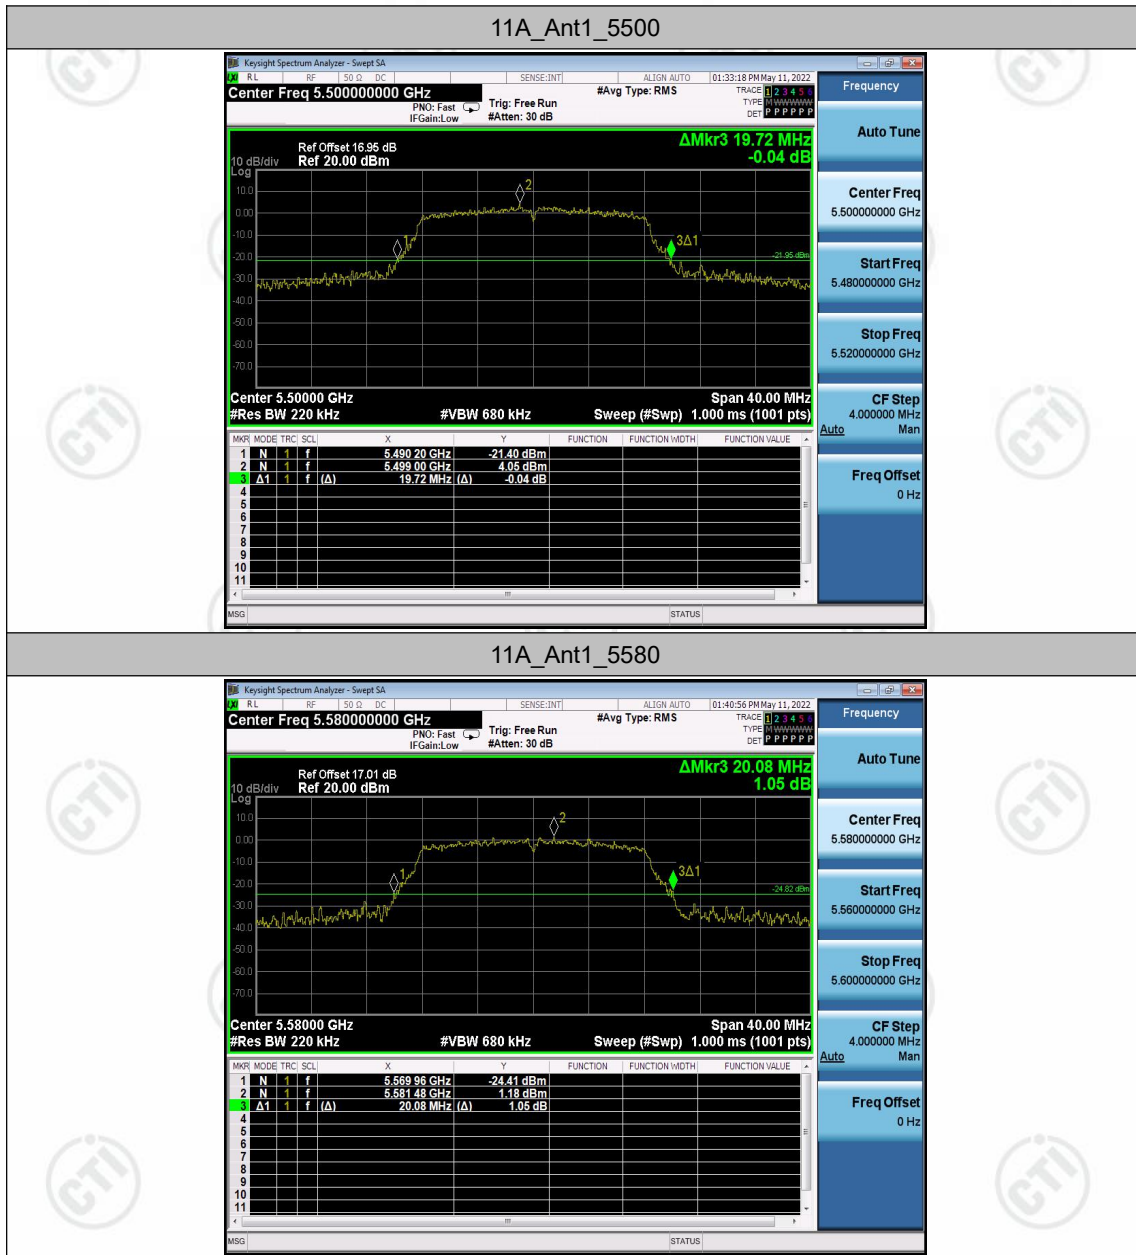 11A_Ant1_5500
Keysight Spectrum Analyzer - Swept SA
LXI RL RF 50 Ω DC SENSE:INT ALIGN AUTO 01:33:18 PM May 11, 2022
Center Freq 5.500000000 GHz #Avg Type: RMS TRACE 1 2 3 4 5 6
PNO: Fast Trig: Free Run TYPE M W W W W W
IFGain:Low #Atten: 30 dB DET P P P P P P
Frequency
Auto Tune
Center Freq
5.500000000 GHz
Start Freq
5.480000000 GHz
Stop Freq
5.520000000 GHz
CF Step
4.000000 MHz
Auto Man
Freq Offset
0 Hz
ΔMkr3 19.72 MHz
-0.04 dB
Ref Offset 16.95 dB
10 dB/div Ref 20.00 dBm
Log
10.0
0.00
-10.0
-20.0
-30.0
-40.0
-50.0
-60.0
-70.0
1
2
3Δ1
-21.95 dBm
Center 5.50000 GHz Span 40.00 MHz
#Res BW 220 kHz #VBW 680 kHz Sweep (#Swp) 1.000 ms (1001 pts)
MKR MODE TRC SCL X Y FUNCTION FUNCTION WIDTH FUNCTION VALUE
1 N 1 f 5.490 20 GHz -21.40 dBm
2 N 1 f 5.499 00 GHz 4.05 dBm
3 Δ1 1 f (Δ) 19.72 MHz (Δ) -0.04 dB
4
5
6
7
8
9
10
11
MSG STATUS
11A_Ant1_5580
Keysight Spectrum Analyzer - Swept SA
LXI RL RF 50 Ω DC SENSE:INT ALIGN AUTO 01:40:56 PM May 11, 2022
Center Freq 5.580000000 GHz #Avg Type: RMS TRACE 1 2 3 4 5 6
PNO: Fast Trig: Free Run TYPE M W W W W W
IFGain:Low #Atten: 30 dB DET P P P P P P
Frequency
Auto Tune
Center Freq
5.580000000 GHz
Start Freq
5.560000000 GHz
Stop Freq
5.600000000 GHz
CF Step
4.000000 MHz
Auto Man
Freq Offset
0 Hz
ΔMkr3 20.08 MHz
1.05 dB
Ref Offset 17.01 dB
10 dB/div Ref 20.00 dBm
Log
10.0
0.00
-10.0
-20.0
-30.0
-40.0
-50.0
-60.0
-70.0
1
2
3Δ1
-24.82 dBm
Center 5.58000 GHz Span 40.00 MHz
#Res BW 220 kHz #VBW 680 kHz Sweep (#Swp) 1.000 ms (1001 pts)
MKR MODE TRC SCL X Y FUNCTION FUNCTION WIDTH FUNCTION VALUE
1 N 1 f 5.569 96 GHz -24.41 dBm
2 N 1 f 5.581 48 GHz 1.18 dBm
3 Δ1 1 f (Δ) 20.08 MHz (Δ) 1.05 dB
4
5
6
7
8
9
10
11
MSG STATUS
CTI
CTI
CTI
CTI
CTI
CTI
CTI
CTI